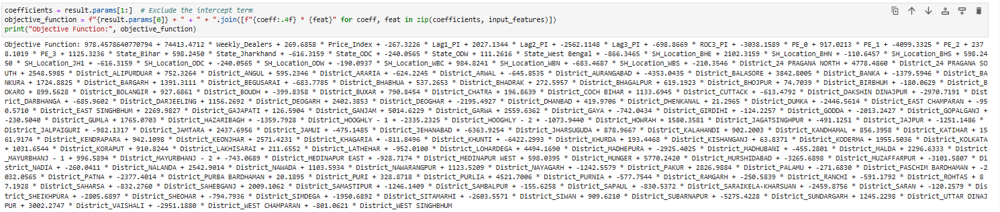 coefficients = result.params[1:]  # Exclude the intercept term
objective_function = f"{result.params[0]} + " + " + ".join([f"{coeff:.4f} * {feat}" for coeff, feat in zip(coefficients, input_features)])
print("Objective Function:", objective_function)
Objective Function: 978.4578640770794 + 74413.4712 * Weekly_Dealers + 269.6858 * Price_Index + -267.3226 * Lag1_PI + 2027.1344 * Lag2_PI + -2562.1148 * Lag3_PI + -698.8669 * ROC3_PI + -3038.1589 * PE_0 + 917.0213 * PE_1 + -4099.3325 * PE_2 + 237
8.1019 * PE_3 + 1125.3236 * State_Bihar + 598.2450 * State_Jharkhand + -616.3159 * State_ODC + -240.0565 * State_ODW + 111.2616 * State_West Bengal + -866.3465 * SH_Location_BHE + 2102.3159 * SH_Location_BHN + -110.6457 * SH_Location_BHS + 598.24
50 * SH_Location_JH1 + -616.3159 * SH_Location_ODC + -240.0565 * SH_Location_ODW + -190.0937 * SH_Location_WBC + 984.8241 * SH_Location_WBN + -683.4687 * SH_Location_WBS + -210.3546 * District_24 PRAGANA NORTH + 4778.4860 * District_24 PRAGANA SO
UTH + 2548.5985 * District_ALIPURDUAR + 752.3264 * District_ANGUL + 595.2346 * District_ARARIA + -624.2245 * District_ARWAL + -645.8535 * District_AURANGABAD + -4353.0435 * District_BALASORE + 3842.8005 * District_BANKA + -1379.5946 * District_BA
NKURA + 1724.8825 * District_BARGARH + 1391.3111 * District_BEGUSARAI + -683.7785 * District_BHABHUA + 537.2653 * District_BHADRAK + 272.5957 * District_BHAGALPUR + 619.1923 * District_BHOJPUR + 74.7039 * District_BIRBHUM + -180.0629 * District_B
OKARO + 899.5628 * District_BOLANGIR + 927.6861 * District_BOUDH + -399.8358 * District_BUXAR + 790.8454 * District_CHATRA + 196.8639 * District_COCH BIHAR + 1133.6945 * District_CUTTACK + -613.4792 * District_DAKSHIN DINAJPUR + -2970.7191 * Dist
rict_DARBHANGA + -685.9602 * District_DARJEELING + 1156.2692 * District_DEOGARH + 2402.3853 * District_DEOGHAR + -2195.4927 * District_DHANBAD + 419.9706 * District_DHENKANAL + 21.2965 * District_DUMKA + -2446.5614 * District_EAST CHAMPARAN + -95
0.5710 * District_EAST SINGHBHUM + 2269.9827 * District_GAJAPATI + 126.5904 * District_GANJAM + 5014.6229 * District_GARWA + 2559.6362 * District_GAYA + -742.0434 * District_GIRDIHI + -124.2257 * District_GODDA + -2013.2427 * District_GOPALGANJ +
-230.5040 * District_GUMLA + 1765.0703 * District_HAZARIBAGH + -1359.7928 * District_HOOGHLY - 1 + -2335.2325 * District_HOOGHLY - 2 + -1073.9440 * District_HOWRAH + 1580.3581 * District_JAGATSINGHPUR + -491.1251 * District_JAJPUR + -1251.1486 *
District_JALPAIGURI + -982.1317 * District_JAMTARA + 2437.6956 * District_JAMUI + -475.1485 * District_JEHANABAD + -6363.9254 * District_JHARSUGUDA + 878.9667 * District_KALAHANDI + 902.2003 * District_KANDHAMAL + 856.3958 * District_KATIHAR + 15
61.9174 * District_KENDRAPARA + 942.1098 * District_KEONJHAR + 2571.4231 * District_KHAGARIA + -811.8496 * District_KHUNTI + -6422.2993 * District_KHURDA + 193.4468 * District_KISHANGANJ + 63.8371 * District_KODERMA + 1955.5036 * District_KOLKATA
+ 1031.6544 * District_KORAPUT + 910.8244 * District_LAKHISARAI + 211.6552 * District_LATHEHAR + -952.0100 * District_LOHARDEGA + 4494.1690 * District_MADHEPURA + -2925.4025 * District_MADHUBANI + -455.2801 * District_MALDA + 2296.6333 * District
_MAYURBHANJ - 1 + 996.5894 * District_MAYURBHANJ - 2 + -743.0689 * District_MEDINAPUR EAST + -928.7174 * District_MEDINAPUR WEST + 598.0395 * District_MUNGER + 5770.2420 * District_MURSHIDABAD + -3265.6898 * District_MUZAFFARPUR + -3101.5807 * Di
strict_NADIA + -260.0411 * District_NALANDA + 2542.9014 * District_NAWADA + 1103.5934 * District_NAWARANGPUR + 1123.5209 * District_NAYAGARH + -1242.5579 * District_PAKUR + 2826.9884 * District_PALAMU + -271.6830 * District_PASCHIM BARDHAMAN + -2
032.0565 * District_PATNA + -2377.4014 * District_PURBA BARDHAMAN + 20.1895 * District_PURI + 328.8718 * District_PURLIA + 4521.7006 * District_PURNIA + -577.7544 * District_RAMGARH + -250.5839 * District_RANCHI + -591.1792 * District_ROHTAS + 8
7.1928 * District_SAHARSA + -832.2760 * District_SAHEBGANJ + 2009.1062 * District_SAMASTIPUR + -1246.1409 * District_SAMBALPUR + -155.6258 * District_SAPAUL + -830.5372 * District_SARAIKELA-KHARSUAN + -2459.8756 * District_SARAN + -120.2579 * Dis
trict_SHEIKHPURA + -2805.6897 * District_SHEOHAR + -794.7936 * District_SIMDEGA + -1950.6892 * District_SITAMARHI + -2603.5571 * District_SIWAN + 909.6210 * District_SUBARNAPUR + -5275.4228 * District_SUNDARGARH + 1245.2298 * District_UTTAR DINAJ
PUR + 3002.2747 * District_VAISHALI + -2951.1880 * District_WEST CHAMPARAN + -801.0621 * District_WEST SINGHBHUM